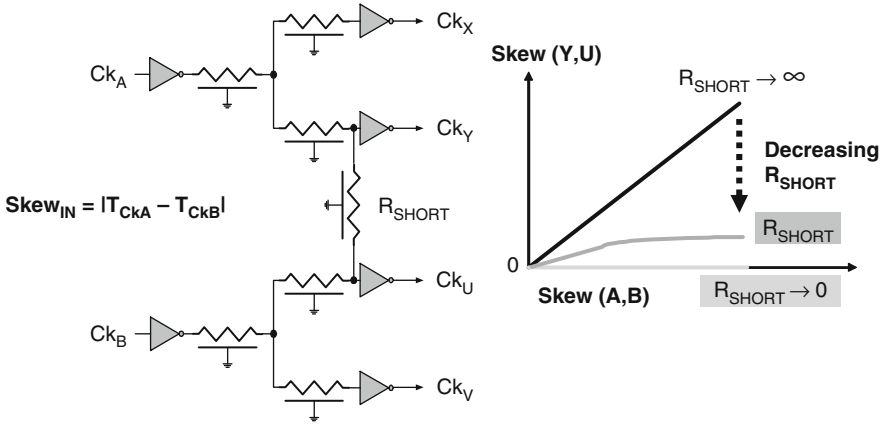 Ck_A
Ck_X
Ck_Y
Skew_IN = |T_CkA – T_CkB|
R_SHORT
Ck_U
Ck_B
Ck_V
Skew (Y,U)
R_SHORT → ∞
Decreasing
R_SHORT
R_SHORT
0
Skew (A,B)
R_SHORT → 0